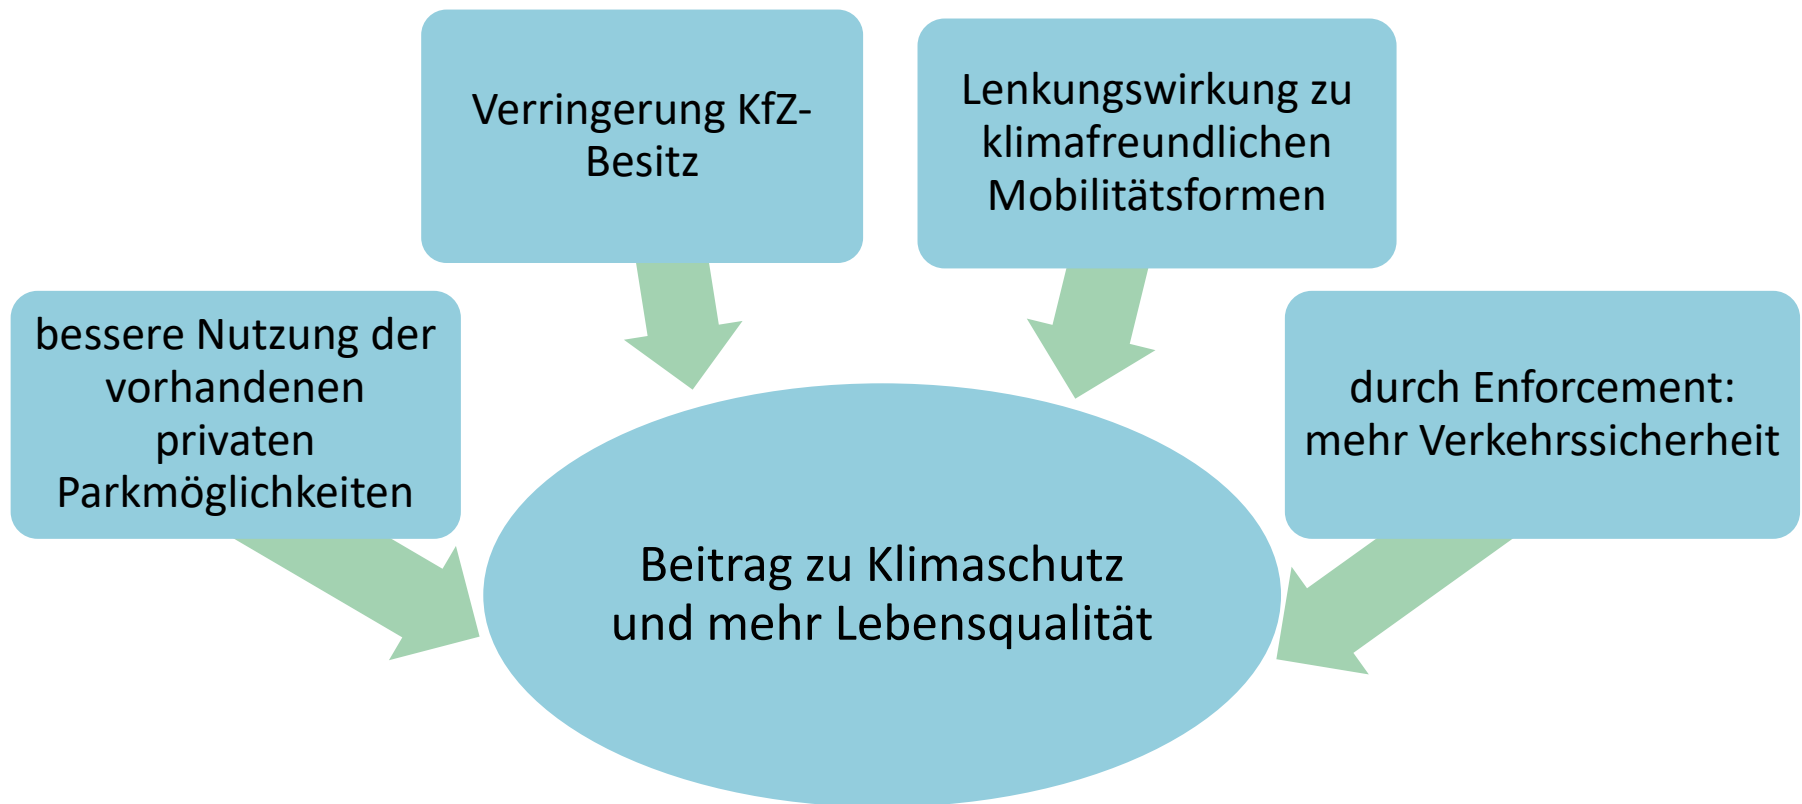 Verringerung KfZ-
Besitz
Lenkungswirkung zu
klimafreundlichen
Mobilitätsformen
bessere Nutzung der
vorhandenen
privaten
Parkmöglichkeiten
durch Enforcement:
mehr Verkehrssicherheit
Beitrag zu Klimaschutz
und mehr Lebensqualität